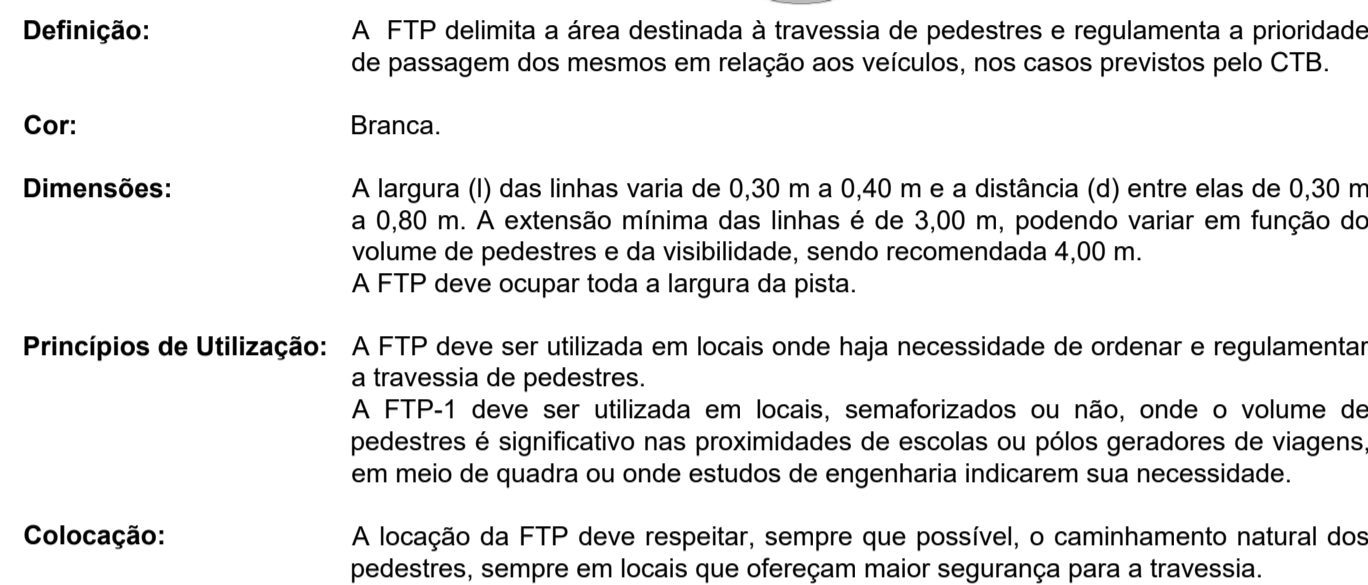 Definição: A FTP delimita a área destinada à travessia de pedestres e regulamenta a prioridade
de passagem dos mesmos em relação aos veículos, nos casos previstos pelo CTB.
Cor: Branca.
Dimensões: A largura (l) das linhas varia de 0,30 m a 0,40 m e a distância (d) entre elas de 0,30 m
a 0,80 m. A extensão mínima das linhas é de 3,00 m, podendo variar em função do
volume de pedestres e da visibilidade, sendo recomendada 4,00 m.
A FTP deve ocupar toda a largura da pista.
Princípios de Utilização: A FTP deve ser utilizada em locais onde haja necessidade de ordenar e regulamentar
a travessia de pedestres.
A FTP-1 deve ser utilizada em locais, semaforizados ou não, onde o volume de
pedestres é significativo nas proximidades de escolas ou pólos geradores de viagens,
em meio de quadra ou onde estudos de engenharia indicarem sua necessidade.
Colocação: A locação da FTP deve respeitar, sempre que possível, o caminhamento natural dos
pedestres, sempre em locais que ofereçam maior segurança para a travessia.